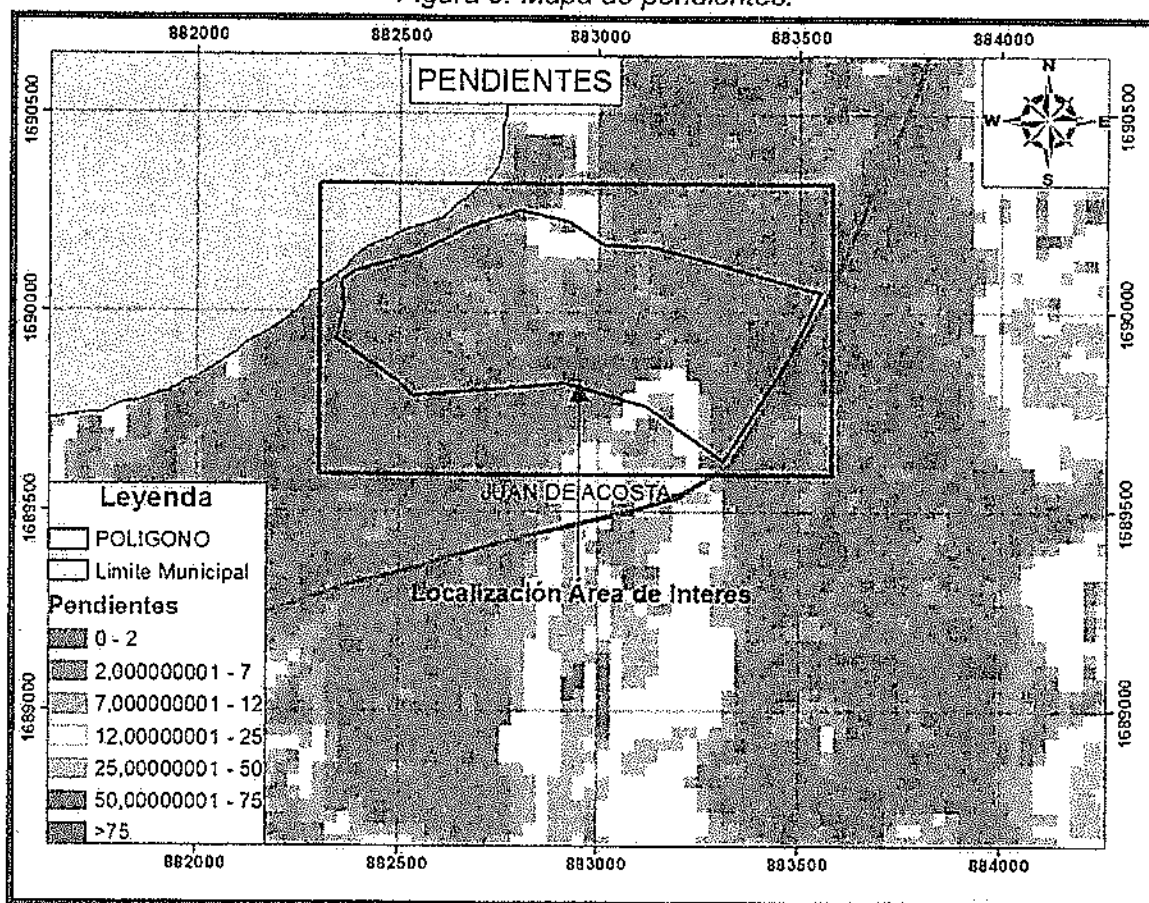 Mapa de pendientes.
882000 882500 883000 883500 884000
PENDIENTES
N
W E
S
1690500 1690500
1690000 1690000
1689500 1689500
1689000 1689000
JUAN DE ACOSTA
Localización Área de Interes
Leyenda
POLIGONO
Limite Municipal
Pendientes
0 - 2
2,000000001 - 7
7,000000001 - 12
12,00000001 - 25
25,00000001 - 50
50,00000001 - 75
>75
882000 882500 883000 883500 884000